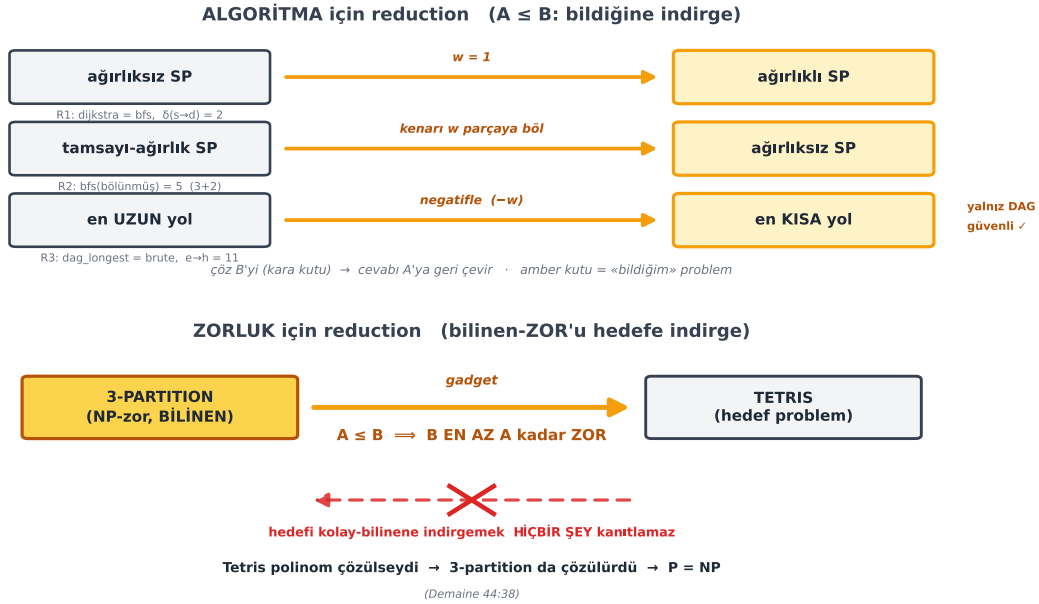 ALGORİTMA için reduction (A ≤ B: bildiğine indirge)
ağırlıksız SP
w = 1
ağırlıklı SP
R1: dijkstra = bfs, δ(s→d) = 2
tamsayı-ağırlık SP
kenarı w parçaya böl
ağırlıksız SP
R2: bfs(bölünmüş) = 5 (3+2)
en UZUN yol
negatifle (−w)
en KISA yol
yalnız DAG
güvenli ✓
R3: dag_longest = brute, e→h = 11
çöz B'yi (kara kutu) → cevabı A'ya geri çevir · amber kutu = «bildiğim» problem
ZORLUK için reduction (bilinen-ZOR'u hedefe indirge)
3-PARTITION
(NP-zor, BİLİNEN)
gadget
TETRIS
(hedef problem)
A ≤ B ⟹ B EN AZ A kadar ZOR
hedefi kolay-bilinene indirgemek HİÇBİR ŞEY kanıtlamaz
Tetris polinom çözülseydi → 3-partition da çözülürdü → P = NP
(Demaine 44:38)